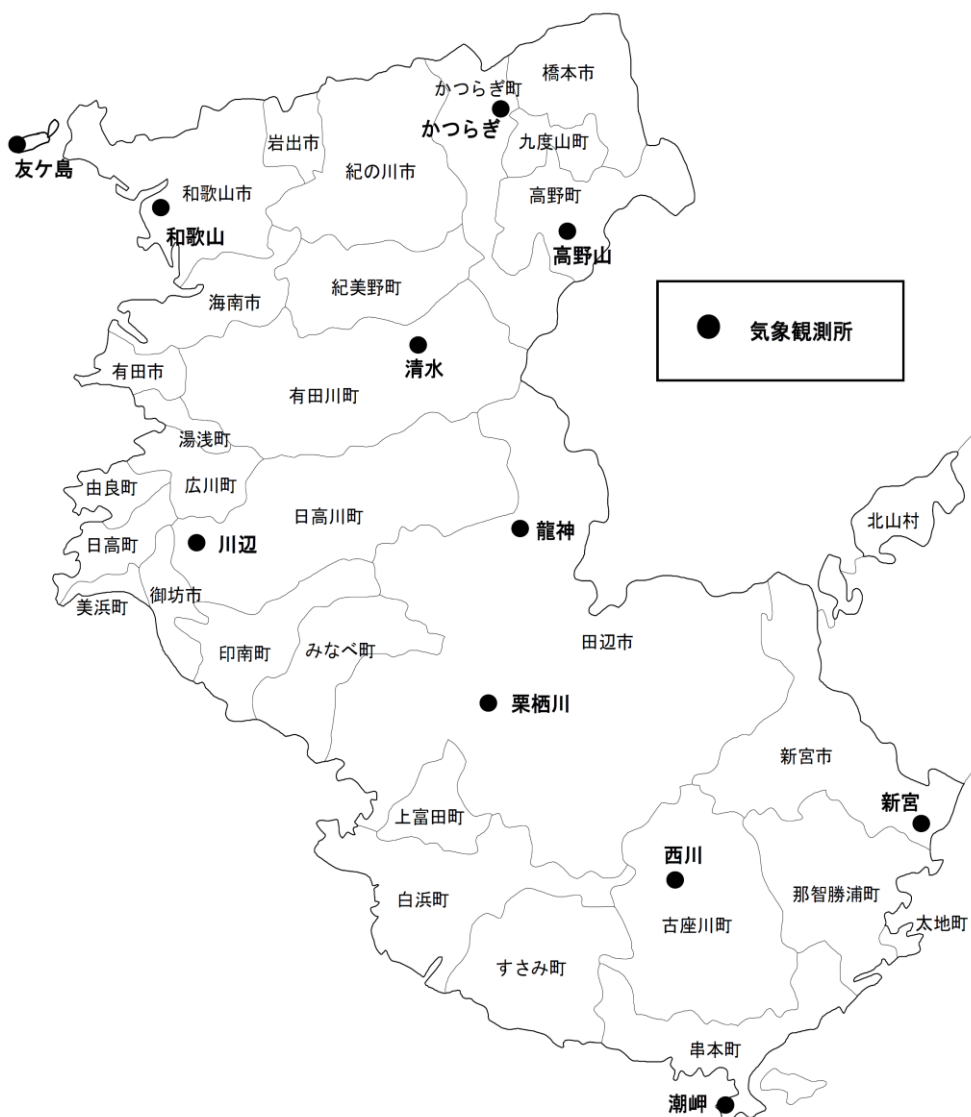 橋本市
かつらぎ町
かつらぎ
岩出市
九度山町
友ケ島
紀の川市
和歌山市
高野町
和歌山
高野山
紀美野町
海南市
気象観測所
清水
有田市
有田川町
湯浅町
由良町
広川町
日高川町
北山村
龍神
日高町
川辺
美浜町
御坊市
田辺市
印南町
みなべ町
栗栖川
新宮市
新宮
上富田町
西川
白浜町
那智勝浦町
古座川町
太地町
すさみ町
串本町
潮岬